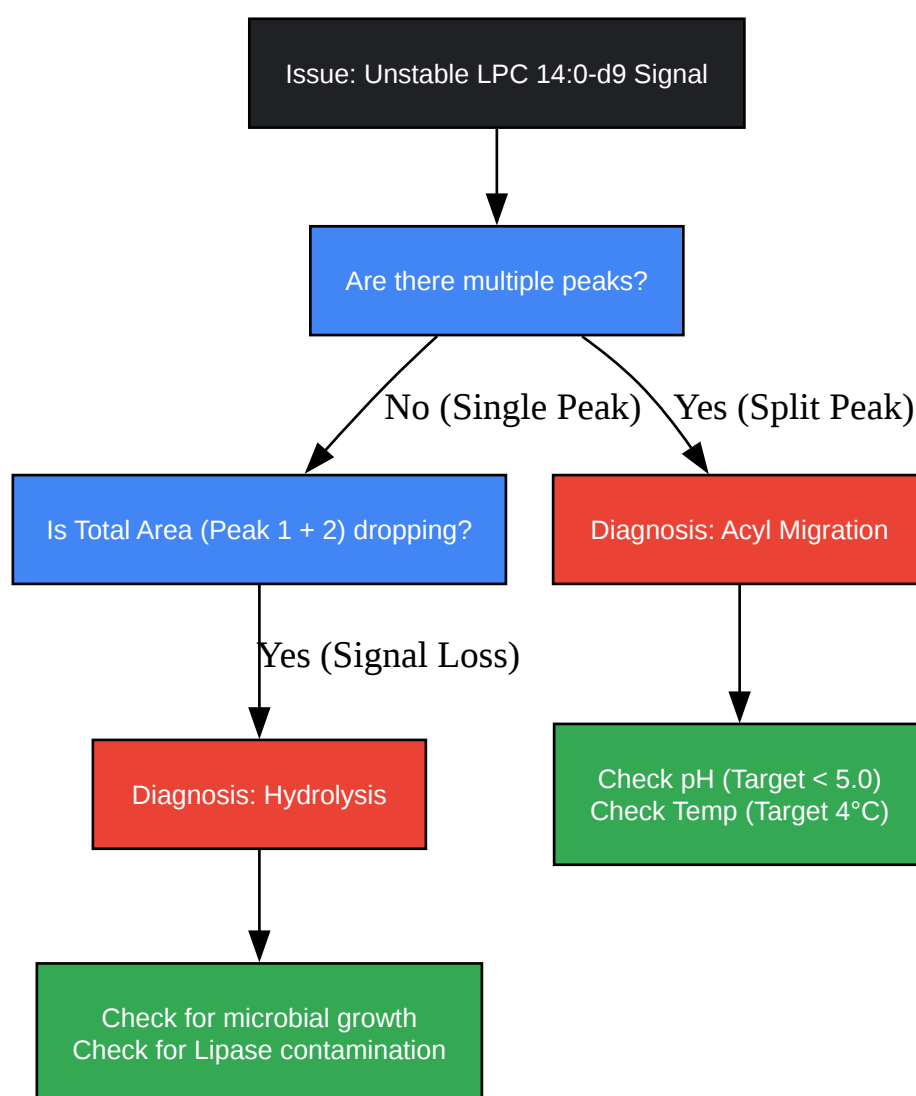 Issue: Unstable LPC 14:0-d9 Signal
Are there multiple peaks?
No (Single Peak)
Yes (Split Peak)
Is Total Area (Peak 1 + 2) dropping?
Diagnosis: Acyl Migration
Yes (Signal Loss)
Diagnosis: Hydrolysis
Check pH (Target < 5.0)
Check Temp (Target 4°C)
Check for microbial growth
Check for Lipase contamination